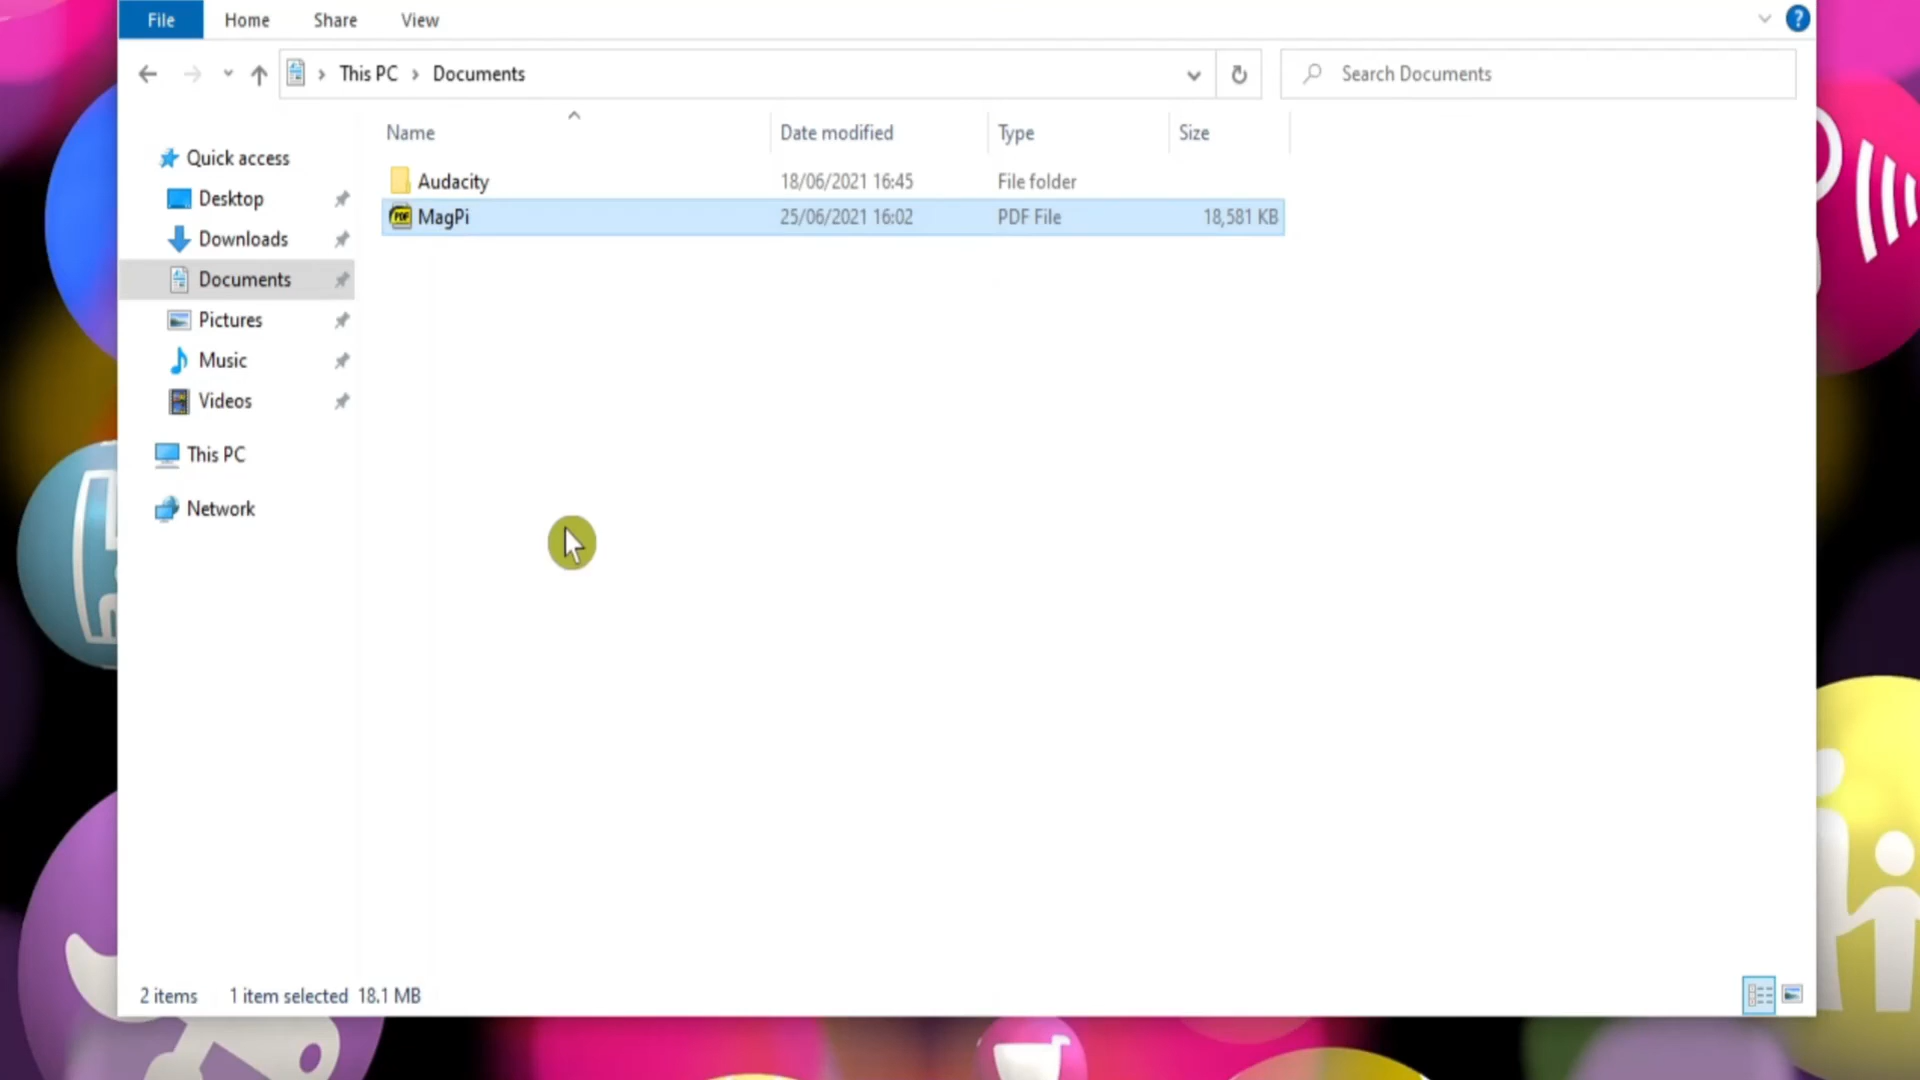 File Home Share View ?
This PC Documents Search Documents
Name Date modified Type Size
Quick access
Desktop
Downloads
Documents
Pictures
Music
Videos
This PC
Network
Audacity 18/06/2021 16:45 File folder
PDF MagPi 25/06/2021 16:02 PDF File 18,581 KB
2 items 1 item selected 18.1 MB